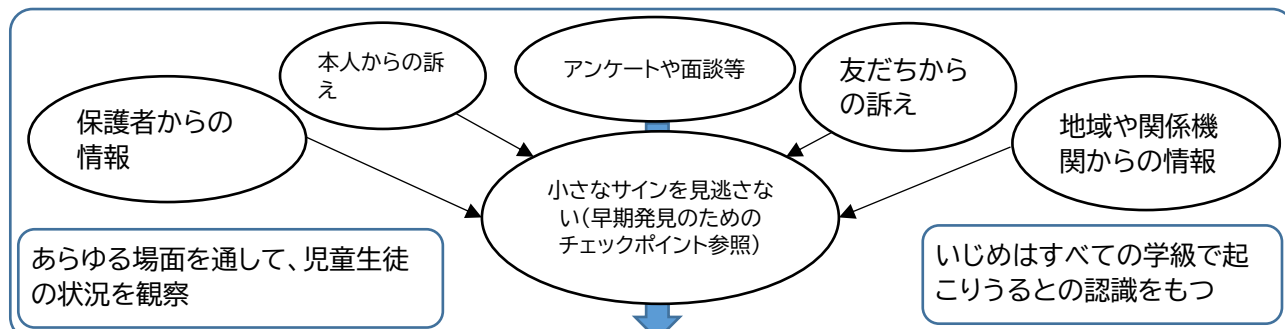 本人からの訴
え
アンケートや面談等
友だちから
の訴え
保護者からの
情報
地域や関係機
関からの情報
小さなサインを見逃さな
い(早期発見のための
チェックポイント参照)
あらゆる場面を通して、児童生徒
の状況を観察
いじめはすべての学級で起
こりうるとの認識をもつ